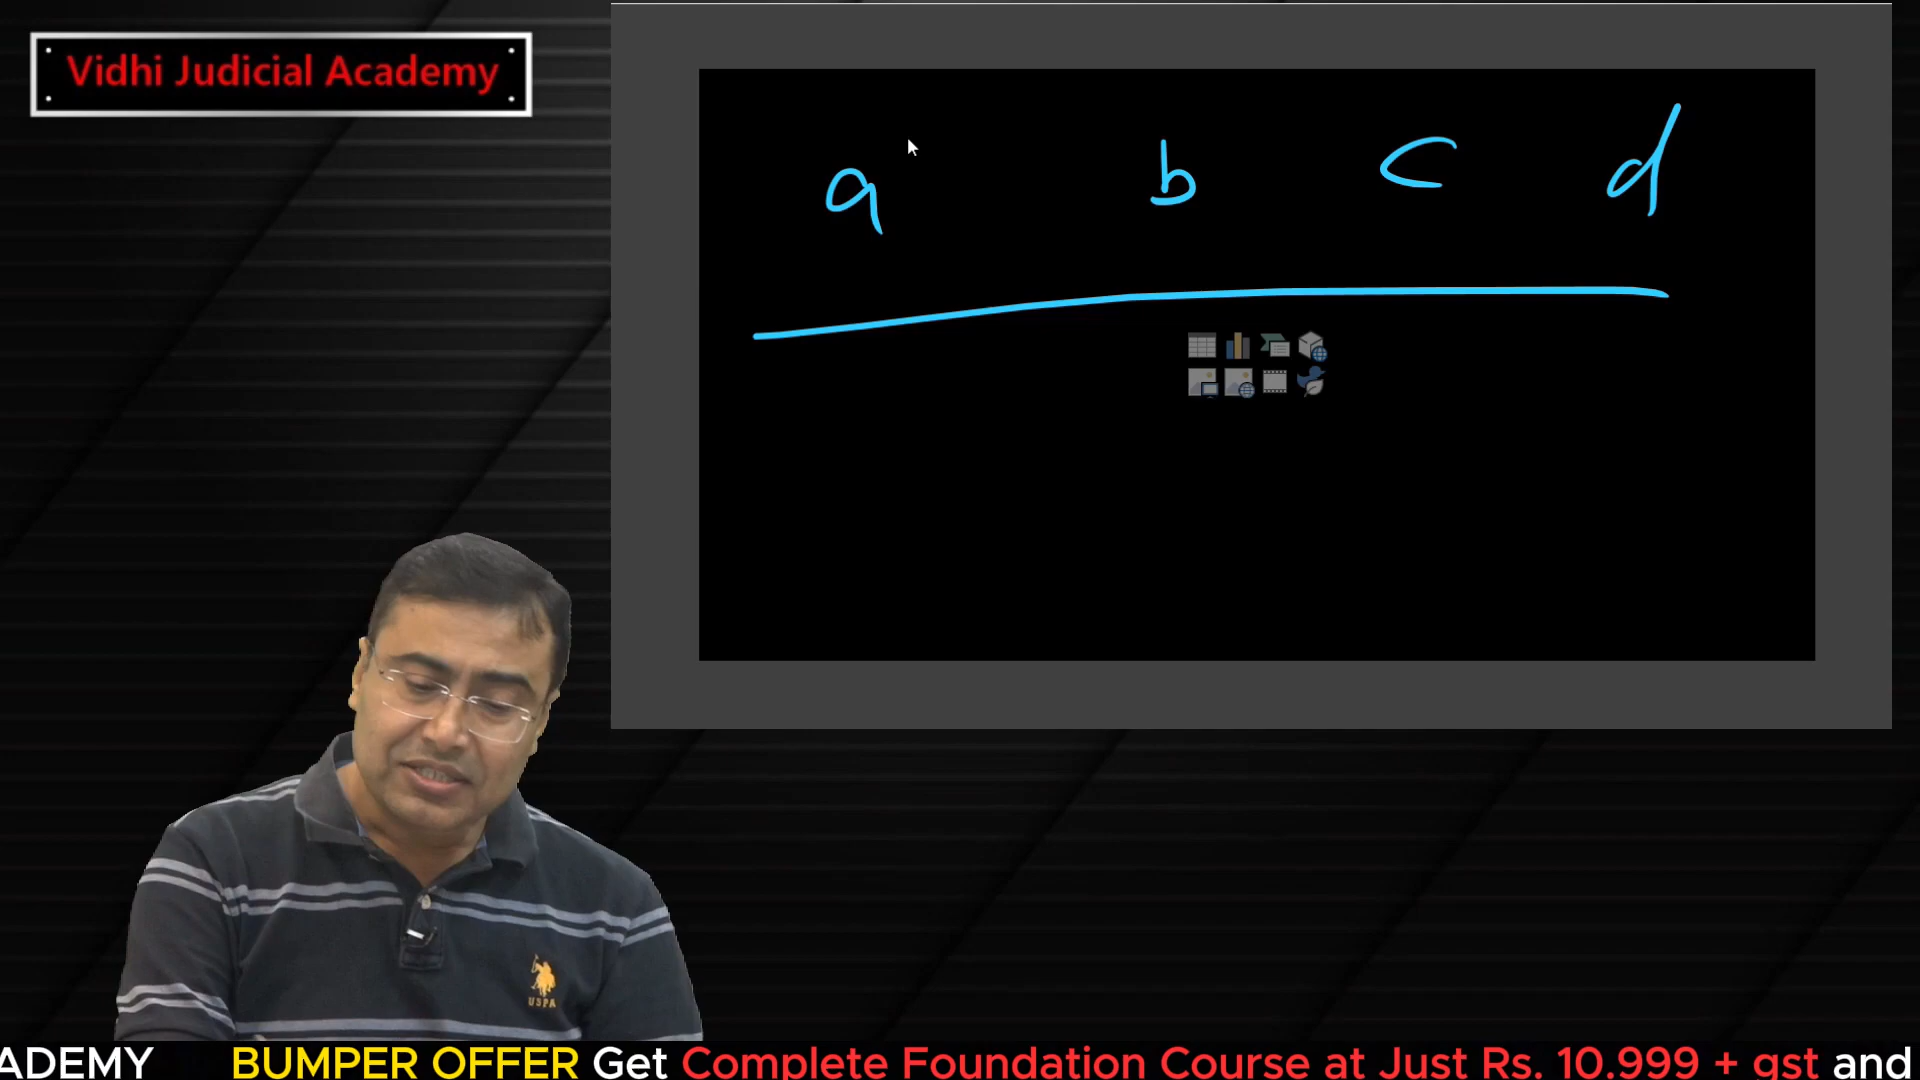 Vidhi Judicial Academy
a b c d
USPA
ADEMY BUMPER OFFER Get Complete Foundation Course at Just Rs. 10.999 + gst and